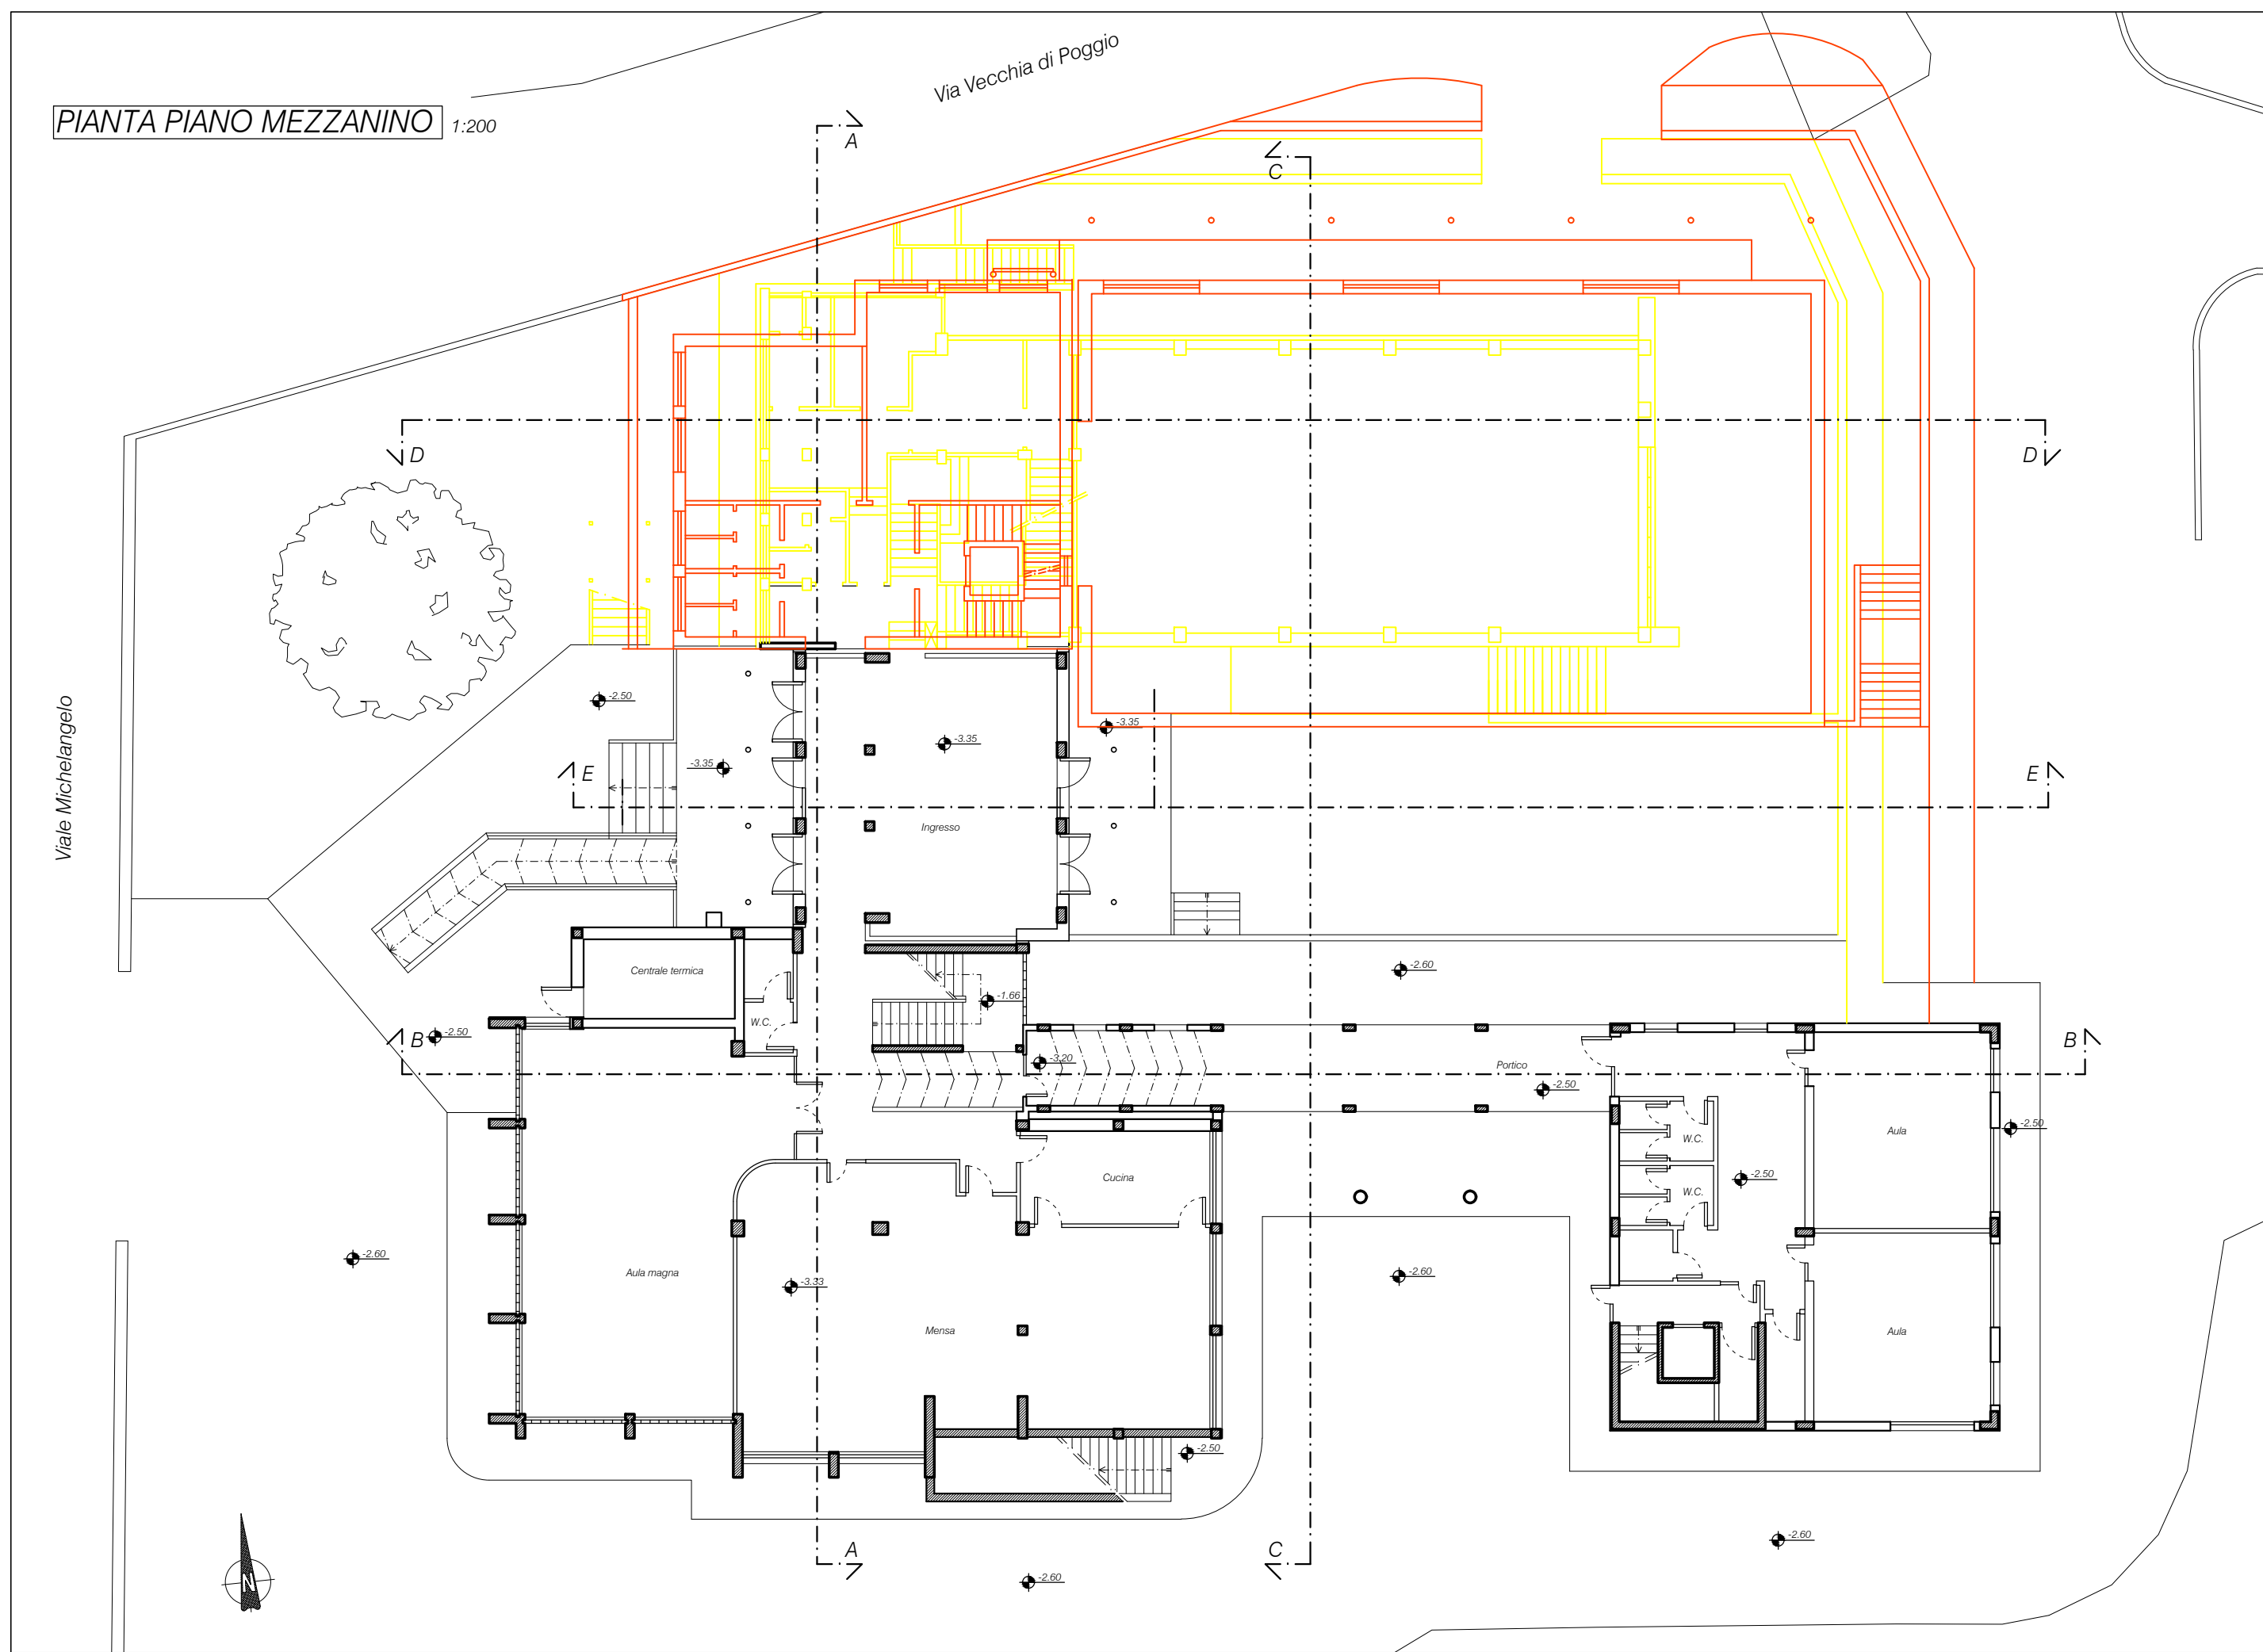 Via Vecchia di Poggio
PIANTA PIANO MEZZANINO 1:200
A
C
D
D
-2.50
-3.35
-3.35
-3.35
E
E
Viale Michelangelo
Ingresso
Centrale termica
-2.60
-1.66
W.C.
-2.50
B
B
-3.20
Portico
-2.50
-2.50
Aula
W.C.
Cucina
-2.50
W.C.
-2.60
Aula magna
-3.33
-2.60
Mensa
Aula
-2.50
-2.60
A
C
-2.60
N